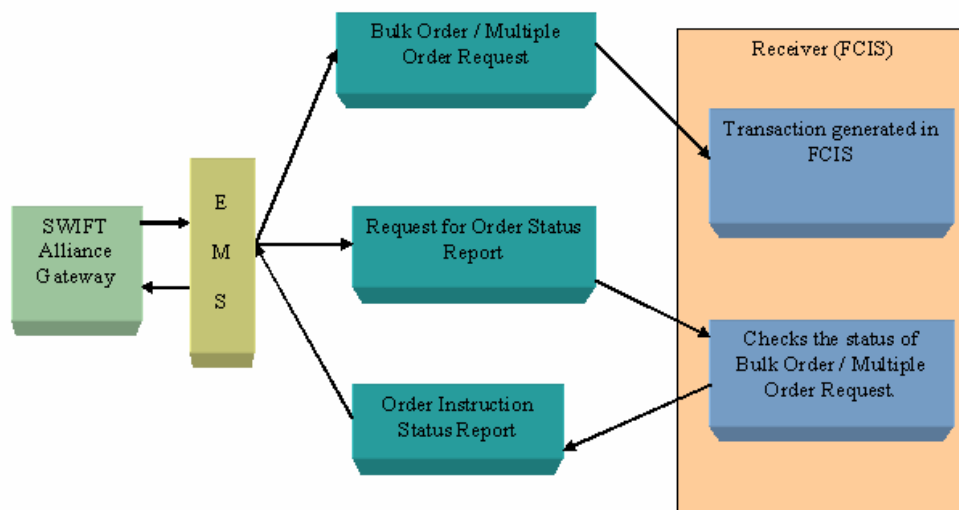 Bulk Order / Multiple
Order Request
Receiver (FCIS)
Transaction generated in
FCIS
E
M
S
SWIFT
Alliance
Gateway
Request for Order Status
Report
Checks the status of
Bulk Order / Multiple
Order Request.
Order Instruction
Status Report